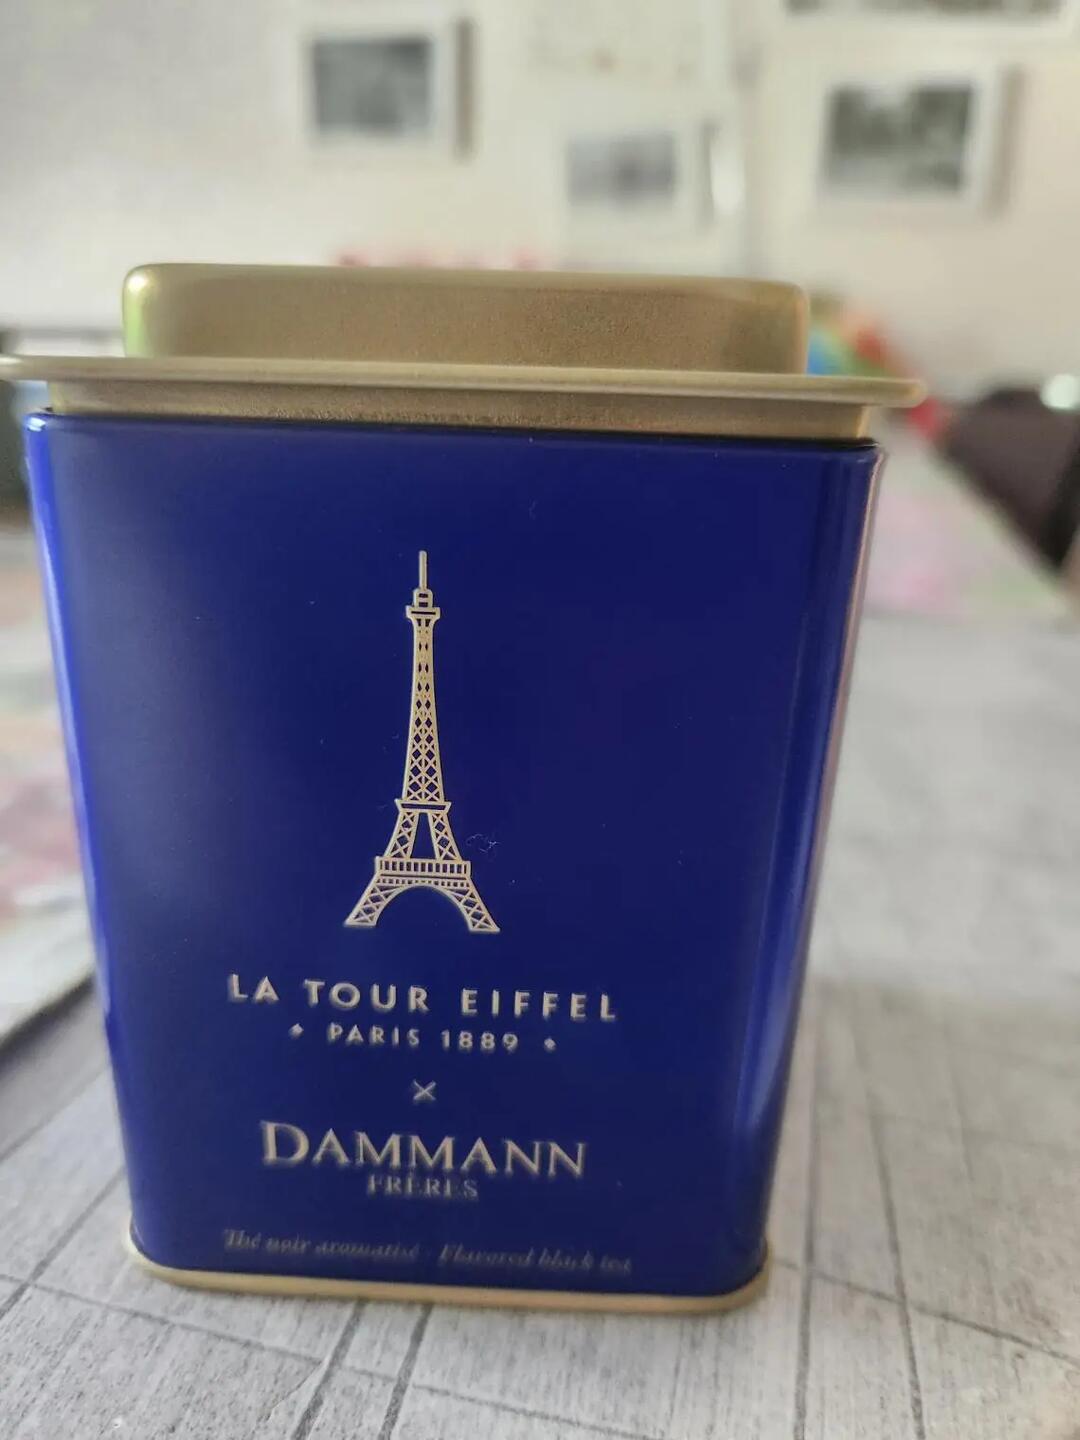 LA TOUR EIFFEL
• PARIS 1889 •
×
DAMMANN
FRÈRES
Thé noir aromatisé · Flavored black tea